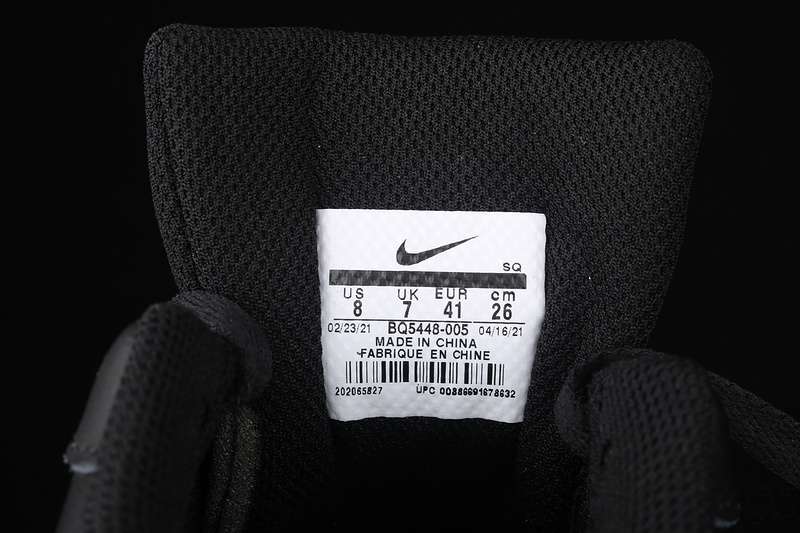 SQ
US UK EUR cm
8 7 41 26
02/23/21 BQ5448-005 04/16/21
MADE IN CHINA
FABRIQUE EN CHINE
202065827 UPC 00886691678632